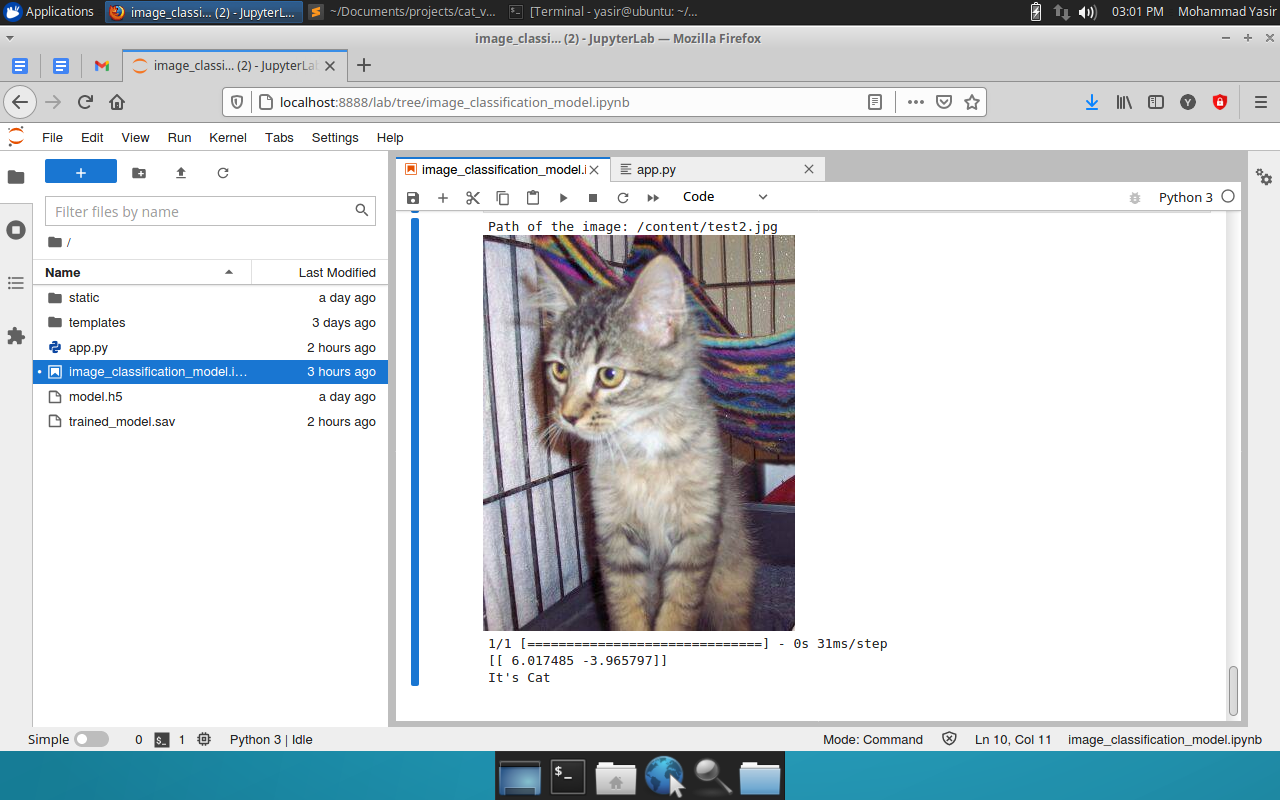 Applications
image_classi... (2) - JupyterL...
~/Documents/projects/cat_v...
[Terminal - yasir@ubuntu: ~/...
03:01 PM
Mohammad Yasir
image_classi... (2) - JupyterLab — Mozilla Firefox
image_classi... (2) - JupyterLa
localhost:8888/lab/tree/image_classification_model.ipynb
Y
File Edit View Run Kernel Tabs Settings Help
image_classification_model.i
app.py
Code
Python 3
Filter files by name
/
Name Last Modified
static a day ago
templates 3 days ago
app.py 2 hours ago
image_classification_model.i... 3 hours ago
model.h5 a day ago
trained_model.sav 2 hours ago
Path of the image: /content/test2.jpg
1/1 [==============================] - 0s 31ms/step
[[ 6.017485 -3.965797]]
It's Cat
Simple 0 $_ 1 Python 3 | Idle Mode: Command Ln 10, Col 11 image_classification_model.ipynb
$_